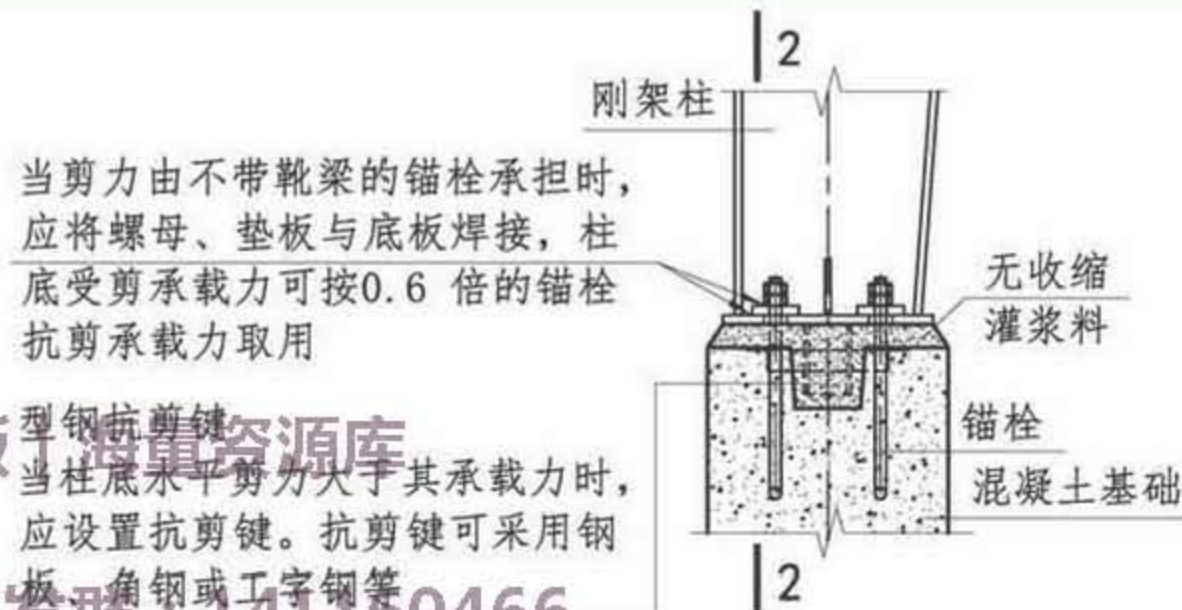 2
刚架柱
当剪力由不带靴梁的锚栓承担时，
应将螺母、垫板与底板焊接，柱
底受剪承载力可按0.6 倍的锚栓
抗剪承载力取用
无收缩
灌浆料
型钢抗剪键
海量资源库
当柱底水平剪力大于其承载力时，
应设置抗剪键。抗剪键可采用钢
板、角钢或工字钢等
锚栓
混凝土基础
2